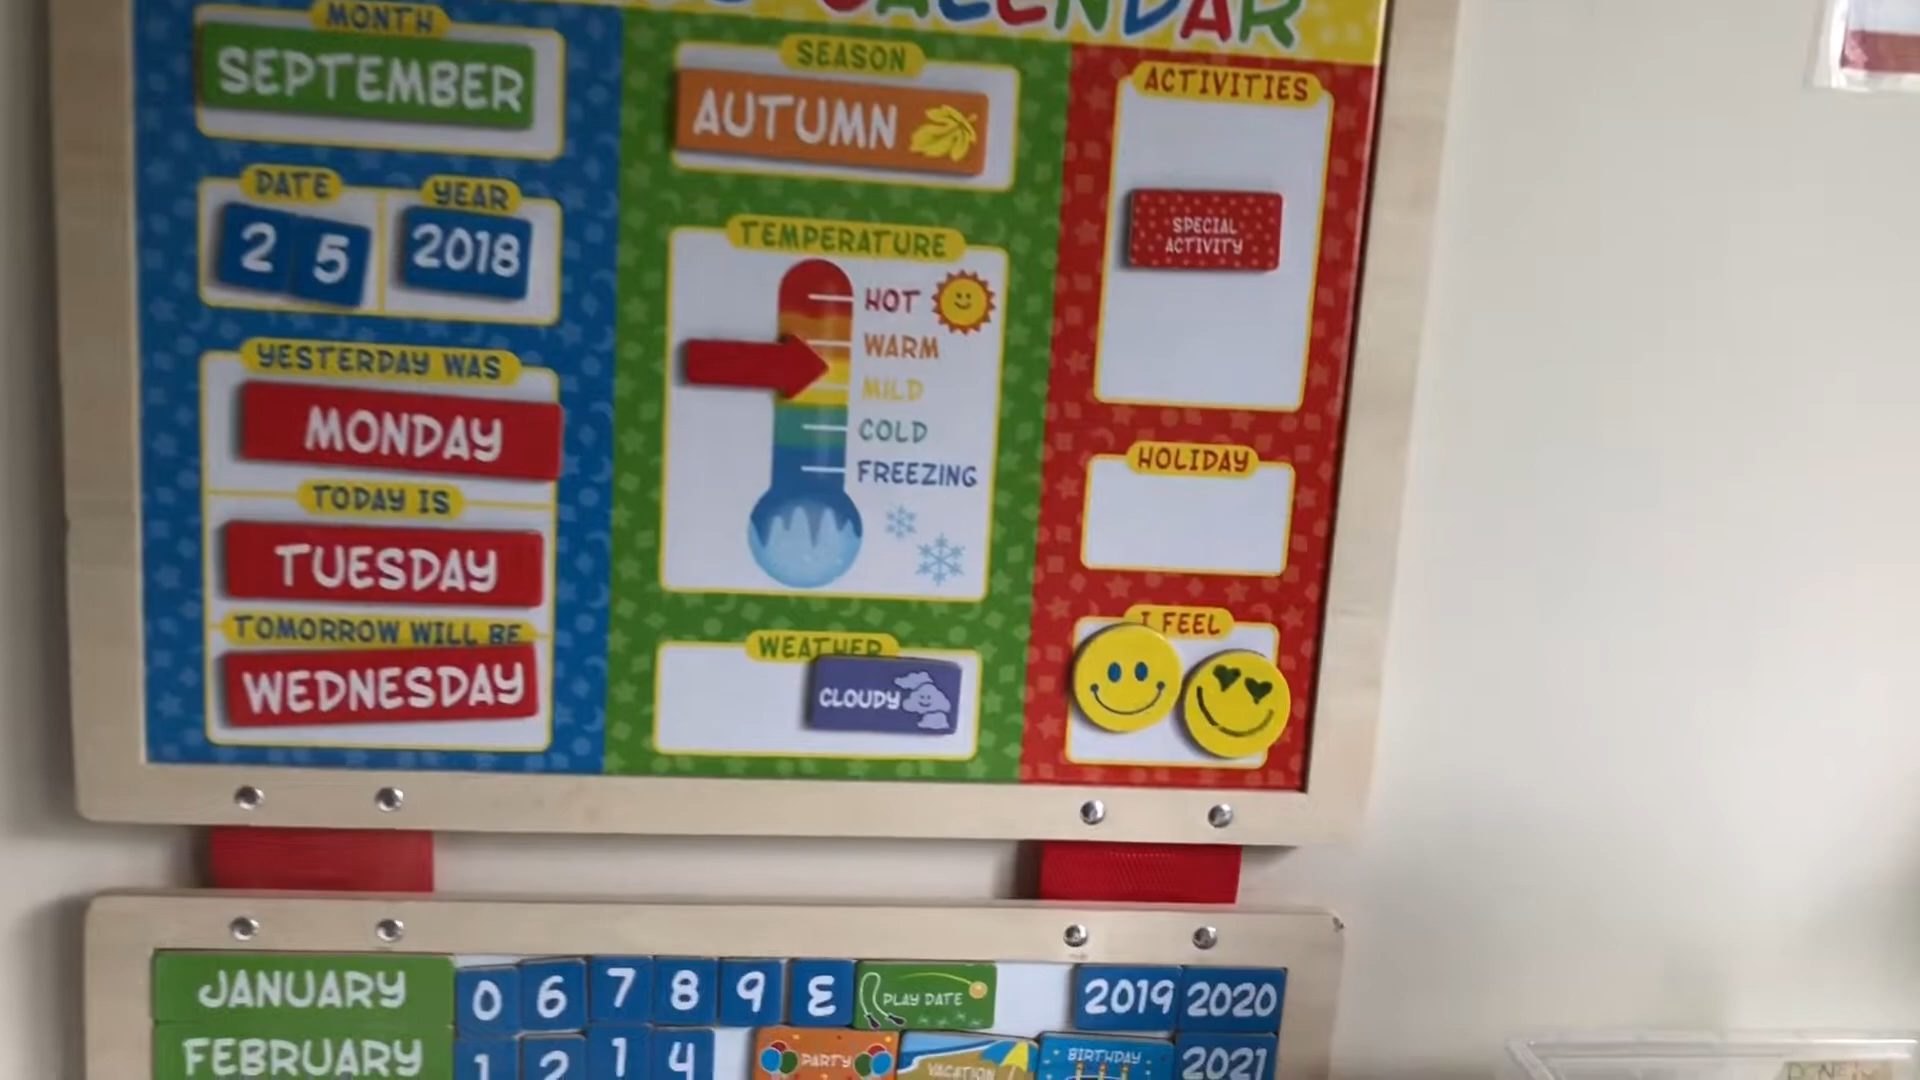 CALENDAR
MONTH
SEPTEMBER
DATE
YEAR
2 5
2018
YESTERDAY WAS
MONDAY
TODAY IS
TUESDAY
TOMORROW WILL BE
WEDNESDAY
SEASON
AUTUMN
TEMPERATURE
HOT
WARM
MILD
COLD
FREEZING
WEATHER
CLOUDY
ACTIVITIES
SPECIAL
ACTIVITY
HOLIDAY
I FEEL
JANUARY
0 6 7 8 9 3
PLAY DATE
2019 2020
FEBRUARY
1 2 1 4
PARTY
VACATION
BIRTHDAY
2021